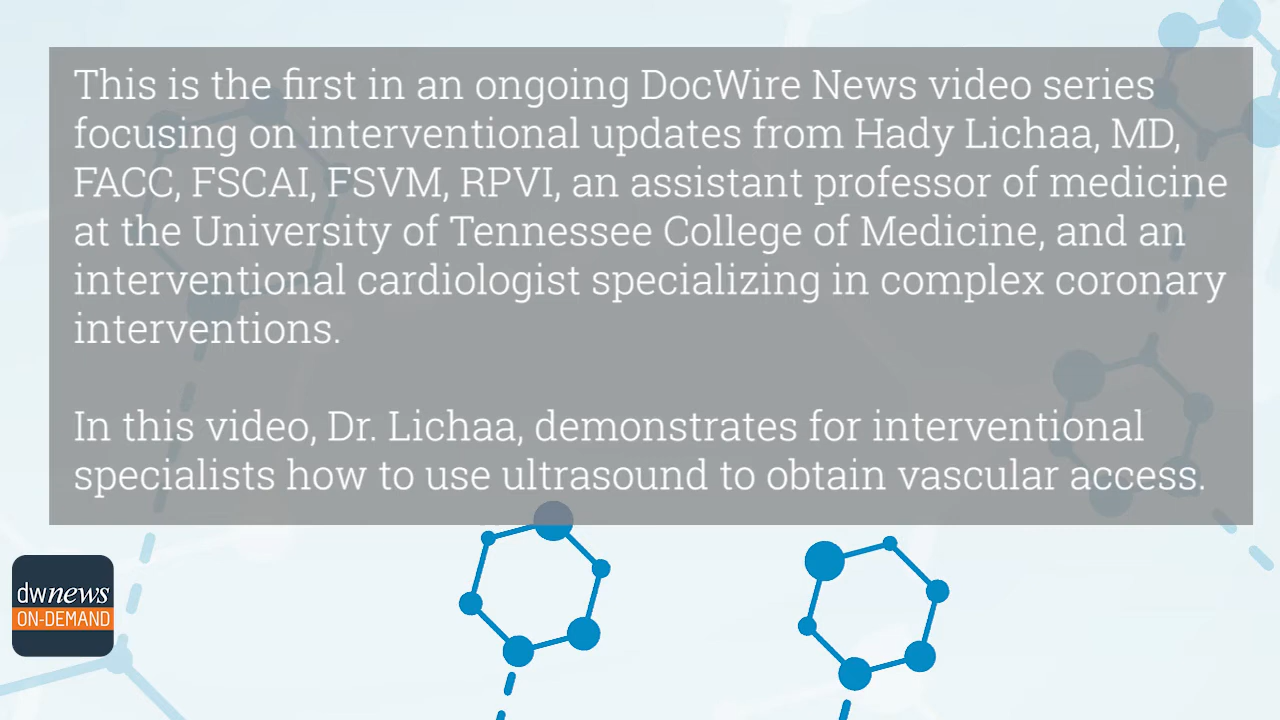 This is the first in an ongoing DocWire News video series
focusing on interventional updates from Hady Lichaa, MD,
FACC, FSCAI, FSVM, RPVI, an assistant professor of medicine
at the University of Tennessee College of Medicine, and an
interventional cardiologist specializing in complex coronary
interventions.
In this video, Dr. Lichaa, demonstrates for interventional
specialists how to use ultrasound to obtain vascular access.
dwnews
ON-DEMAND